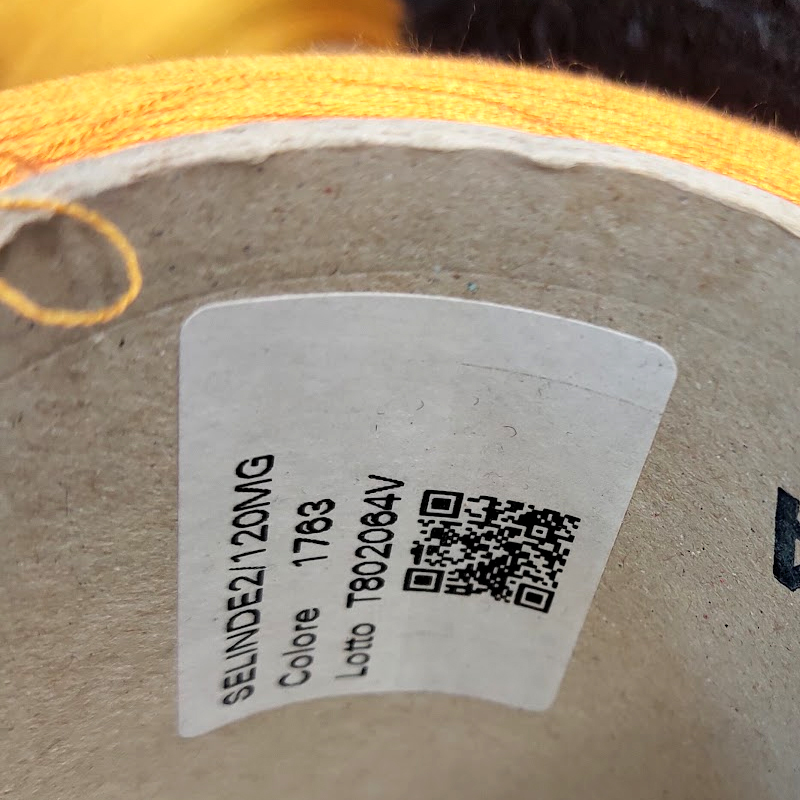 SELINDE2/120MG
Colore 1763
Lotto T802064V